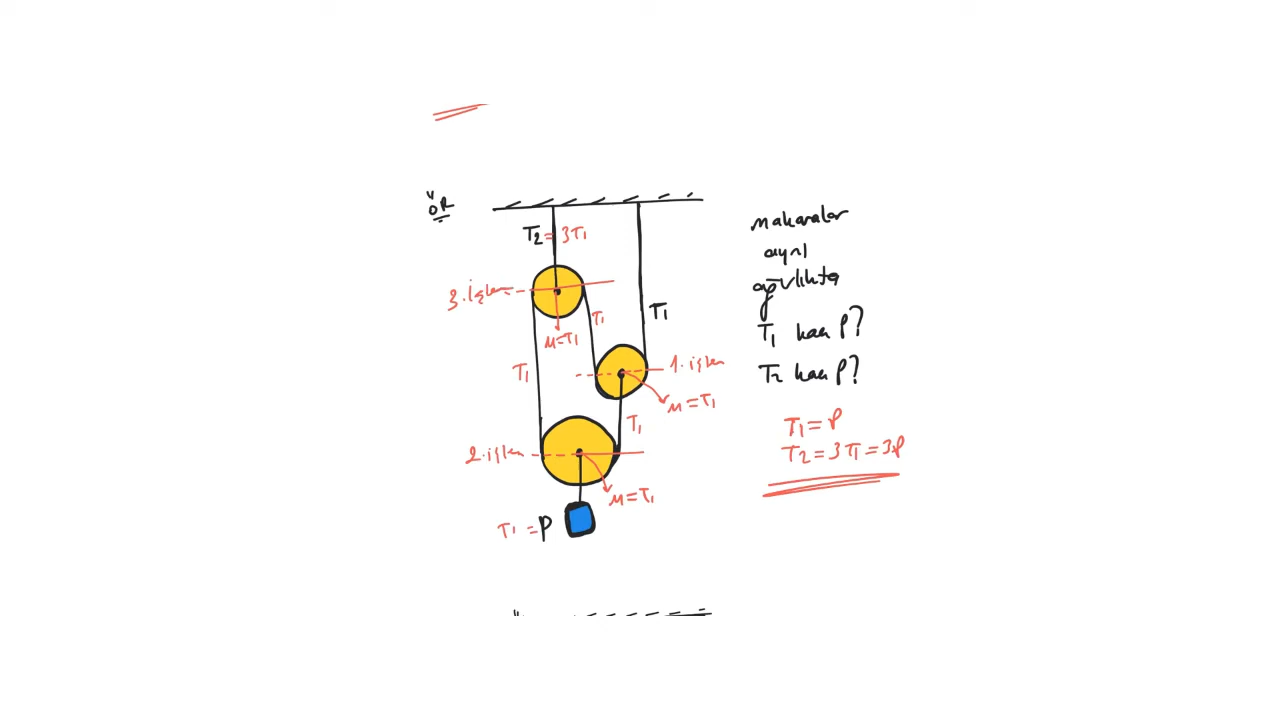 ÖR
T2 = 3T1
3. işlem
T1
M=T1
T1
T1
1. işlem
M=T1
T1
2. işlem
M=T1
T1 = P
makaralar
aynı
ağırlıkta
T1 kaç P?
T2 kaç P?
T1 = P
T2 = 3T1 = 3P